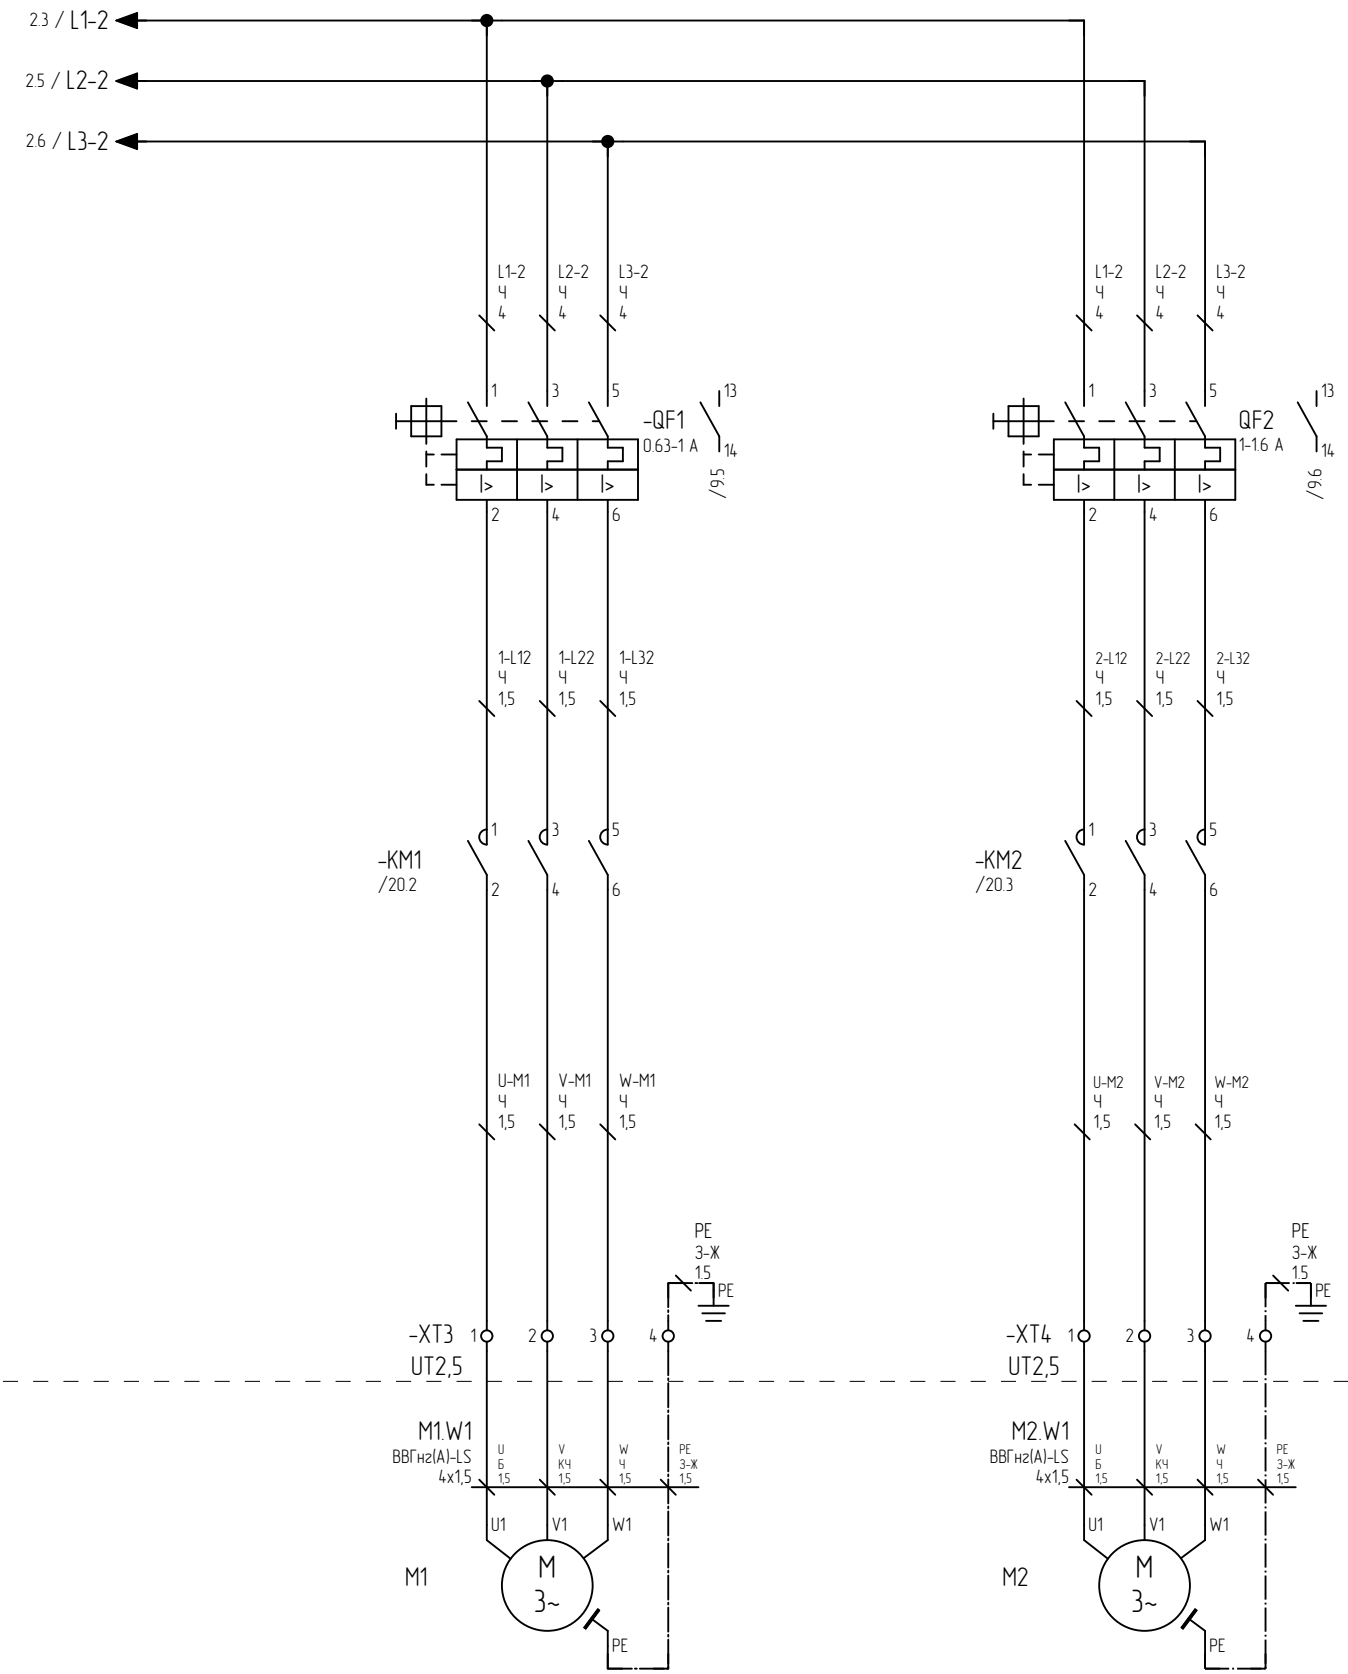 2.3 / L1-2
2.5 / L2-2
2.6 / L3-2
L1-2 L2-2 L3-2 L1-2 L2-2 L3-2
Ч Ч Ч Ч Ч Ч
4 4 4 4 4 4
1 3 5 13 1 3 5 13
-QF1 QF2
0.63-1 А 1-1.6 А
14 14
I> I> I> /9.5 I> I> I> /9.6
2 4 6 2 4 6
1-L12 1-L22 1-L32 2-L12 2-L22 2-L32
Ч Ч Ч Ч Ч Ч
1,5 1,5 1,5 1,5 1,5 1,5
1 3 5 1 3 5
-КМ1 -КМ2
/20.2 2 4 6 /20.3 2 4 6
U-M1 V-M1 W-M1 U-M2 V-M2 W-M2
Ч Ч Ч Ч Ч Ч
1,5 1,5 1,5 1,5 1,5 1,5
PE PE
З-Ж З-Ж
1.5 1.5
PE PE
-XT3 1 2 3 4 -XT4 1 2 3 4
UT2,5 UT2,5
M1.W1 M2.W1
ВВГнг(А)-LS U V W PE ВВГнг(А)-LS U V W PE
Б КЧ Ч З-Ж Б КЧ Ч З-Ж
4х1,5 1,5 1,5 1,5 1,5 4х1,5 1,5 1,5 1,5 1,5
U1 V1 W1 U1 V1 W1
M1 M M2 M
3~ 3~
PE PE